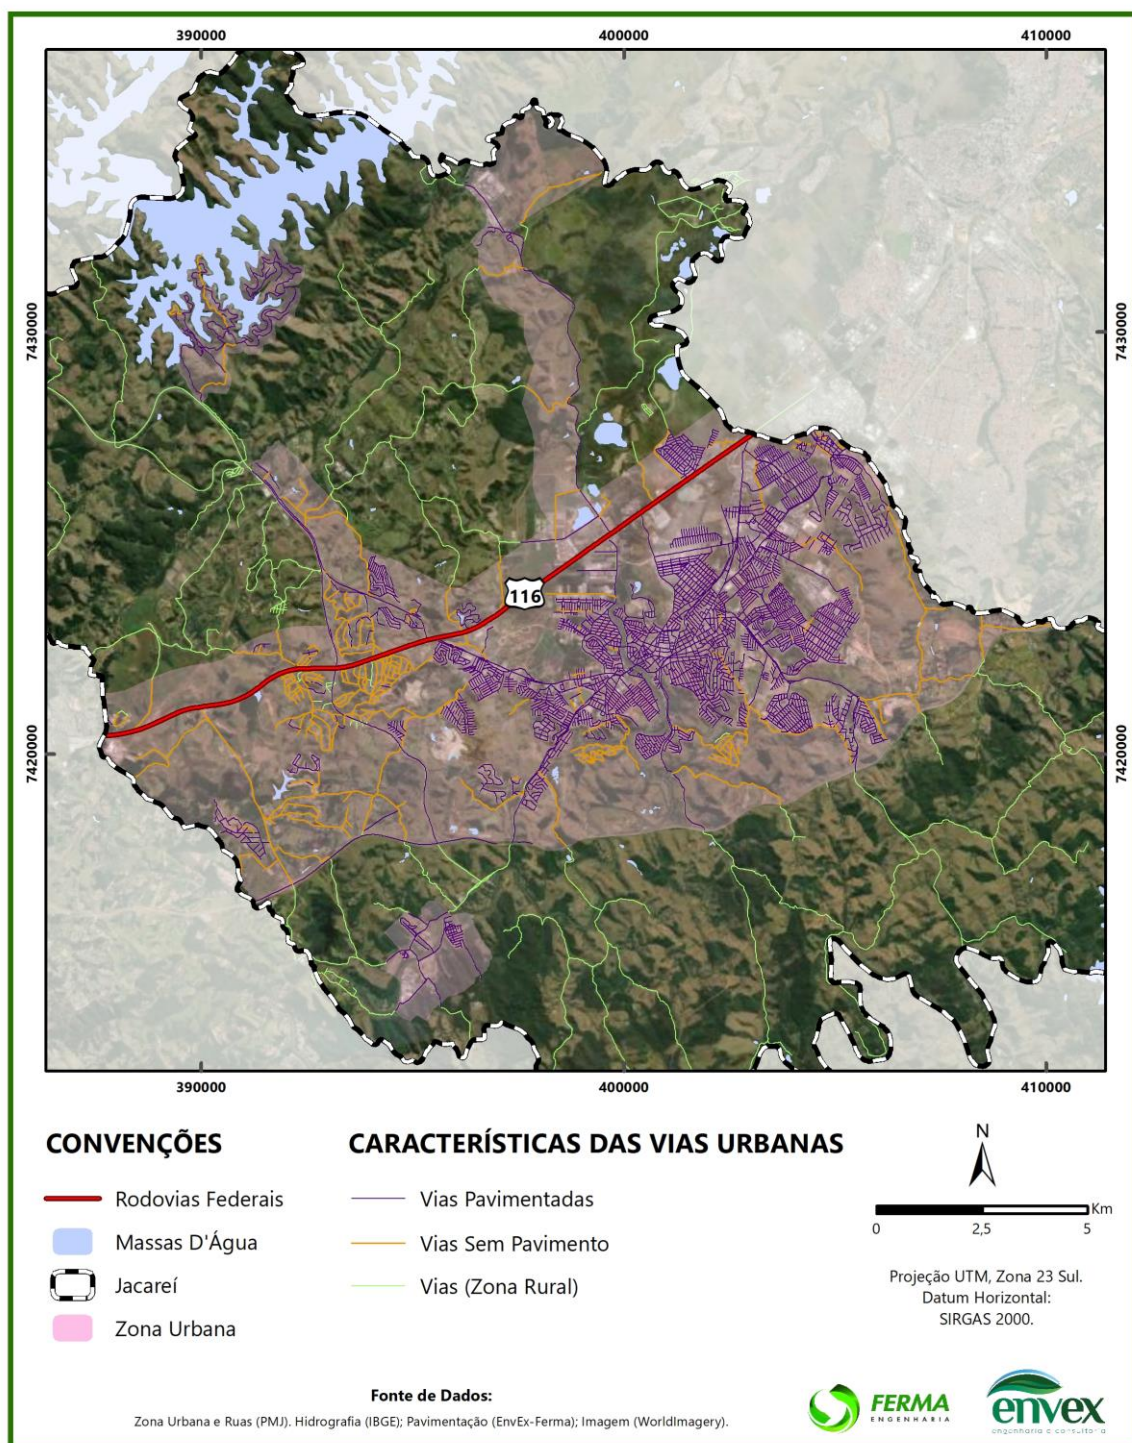 390000 400000 410000
7430000 7430000
116
7420000 7420000
390000 400000 410000
CONVENÇÕES
Rodovias Federais
Massas D'Água
Jacareí
Zona Urbana
CARACTERÍSTICAS DAS VIAS URBANAS
Vias Pavimentadas
Vias Sem Pavimento
Vias (Zona Rural)
N
Km
0 2,5 5
Projeção UTM, Zona 23 Sul.
Datum Horizontal:
SIRGAS 2000.
Fonte de Dados:
Zona Urbana e Ruas (PMJ). Hidrografia (IBGE); Pavimentação (EnvEx-Ferma); Imagem (WorldImagery).
FERMA
ENGENHARIA
envex
engenharia e consultoria